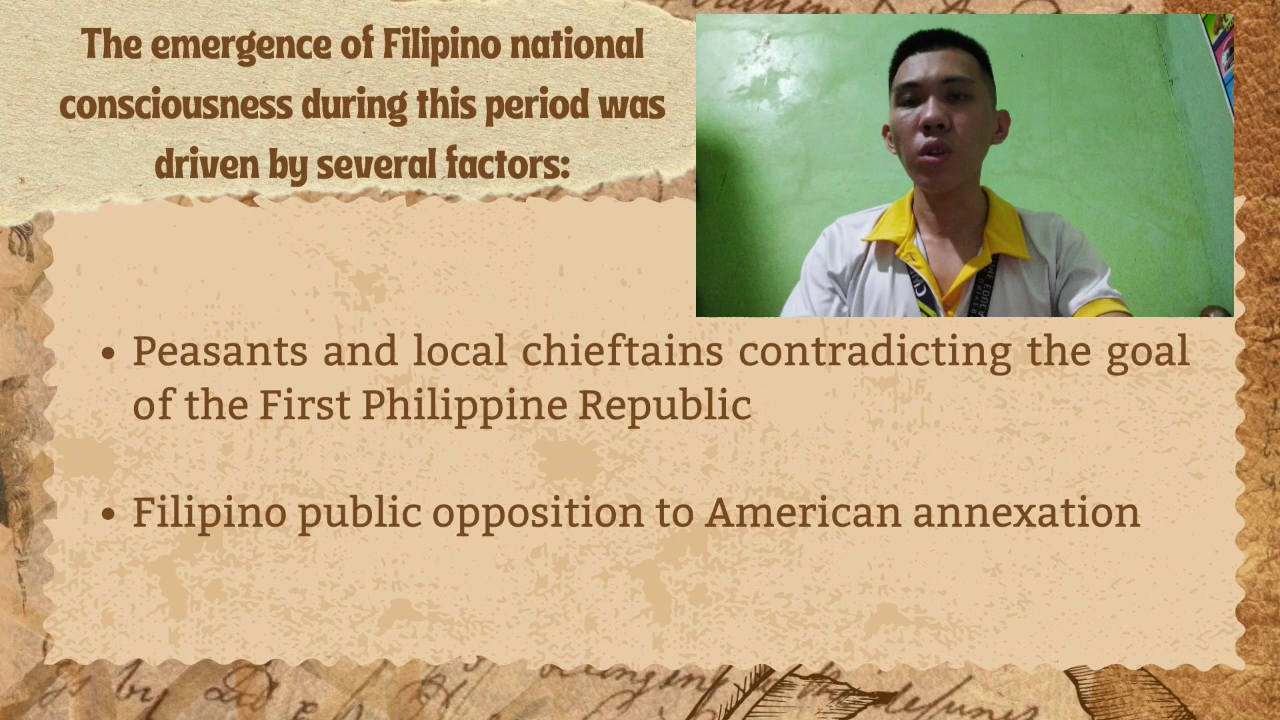 The emergence of Filipino national
consciousness during this period was
driven by several factors:
• Peasants and local chieftains contradicting the goal
of the First Philippine Republic
• Filipino public opposition to American annexation